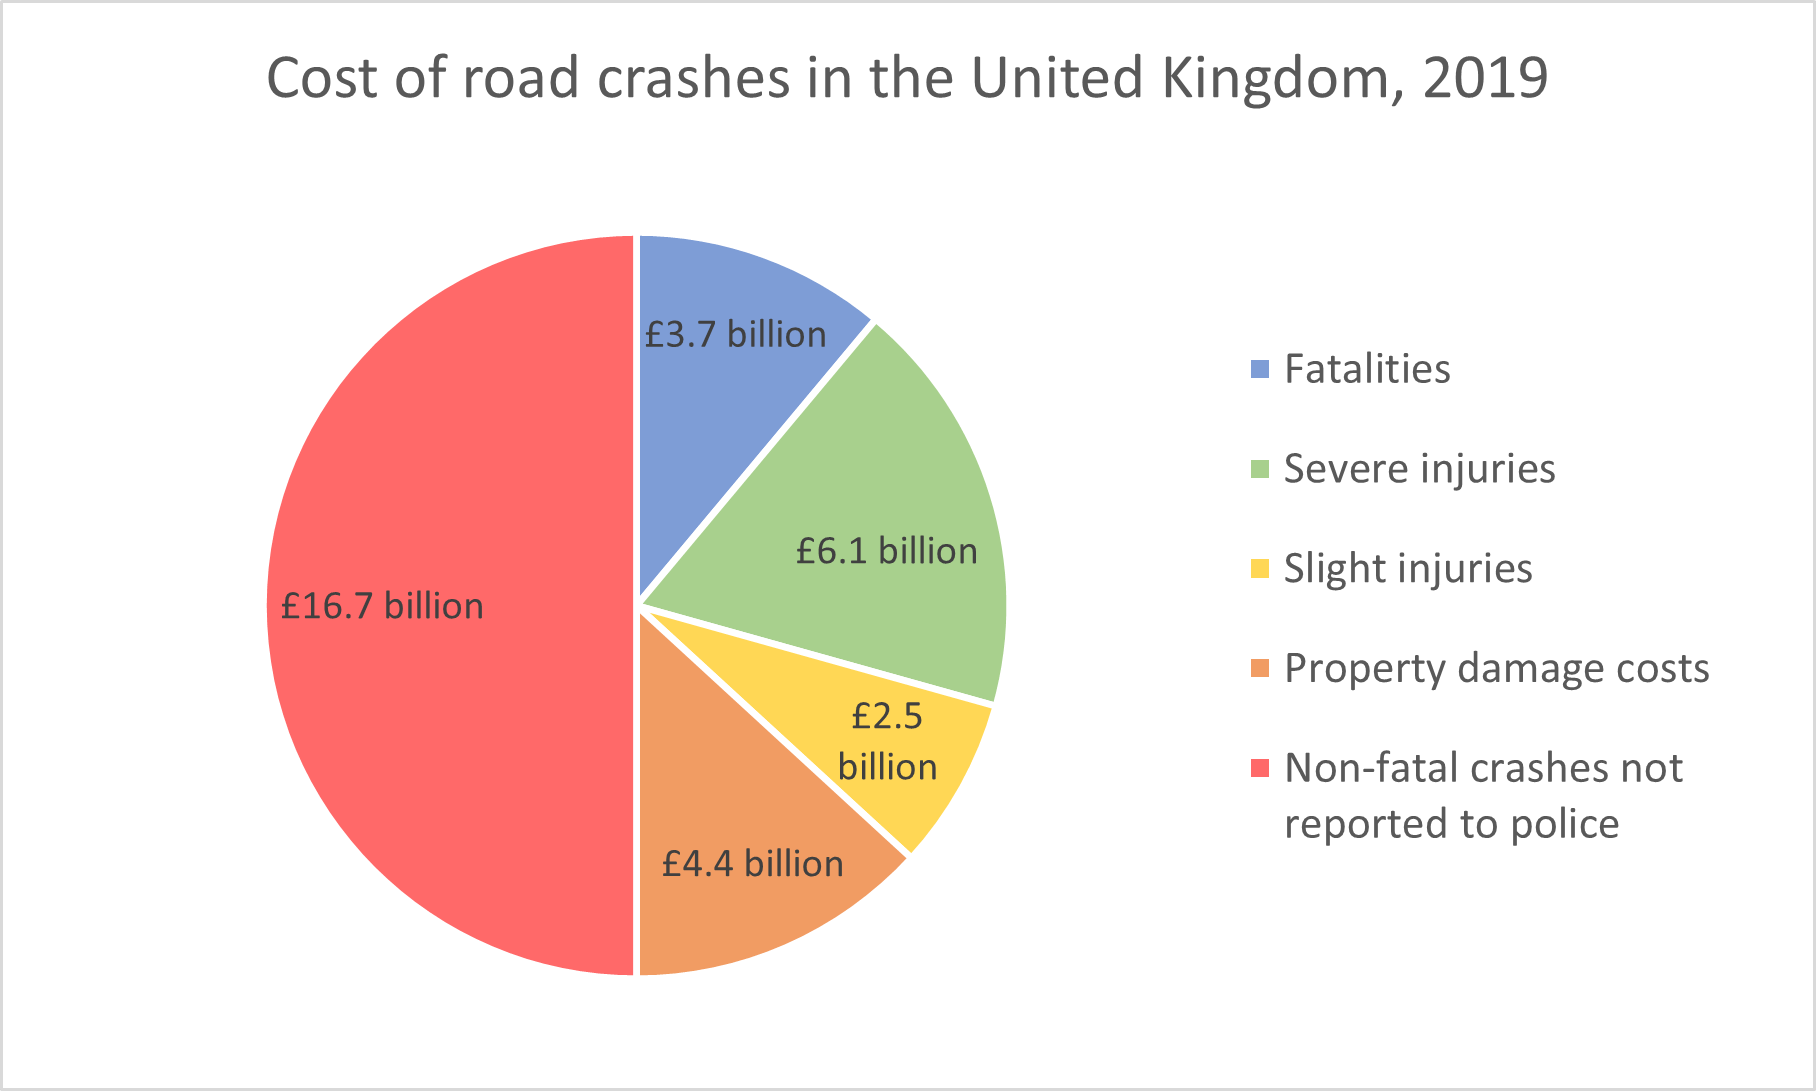 Cost of road crashes in the United Kingdom, 2019
£3.7 billion
£6.1 billion
£16.7 billion
£2.5
billion
£4.4 billion
Fatalities
Severe injuries
Slight injuries
Property damage costs
Non-fatal crashes not
reported to police